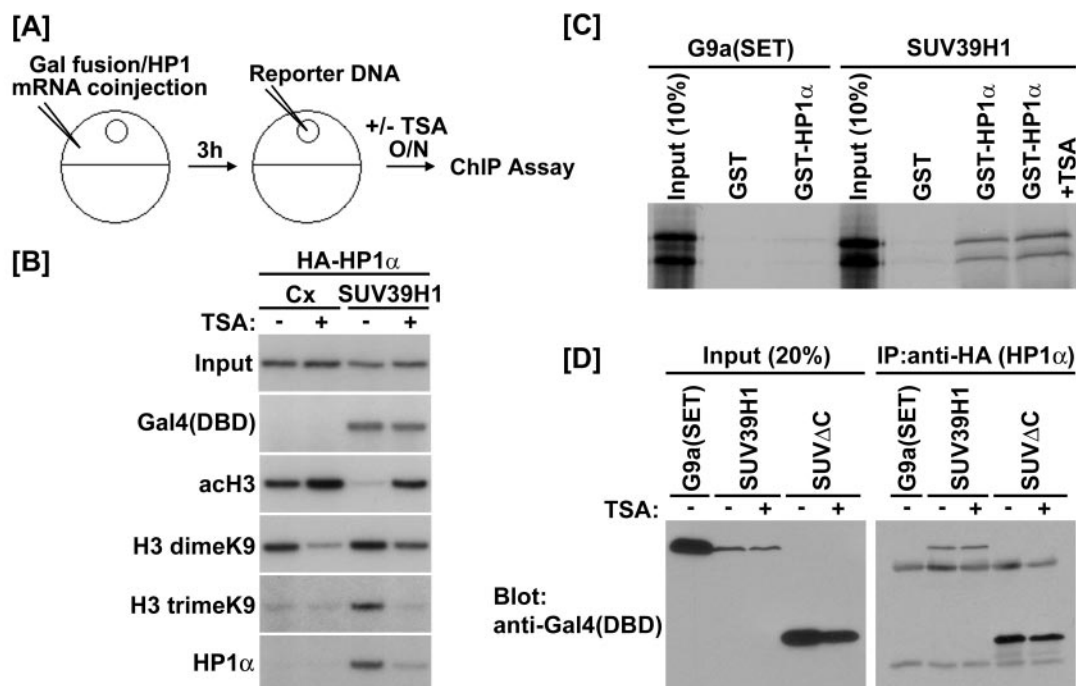 [A]
Gal fusion/HP1
mRNA coinjection
3h
Reporter DNA
+/- TSA
O/N
ChIP Assay
[B]
HA-HP1α
Cx SUV39H1
TSA: - + - +
Input
Gal4(DBD)
acH3
H3 dimeK9
H3 trimeK9
HP1α
[C]
G9a(SET) SUV39H1
Input (10%)
GST
GST-HP1α
Input (10%)
GST
GST-HP1α
GST-HP1α
+TSA
[D]
Input (20%) IP:anti-HA (HP1α)
G9a(SET)
SUV39H1
SUVΔC
G9a(SET)
SUV39H1
SUVΔC
TSA: - - + - + - - + - +
Blot:
anti-Gal4(DBD)